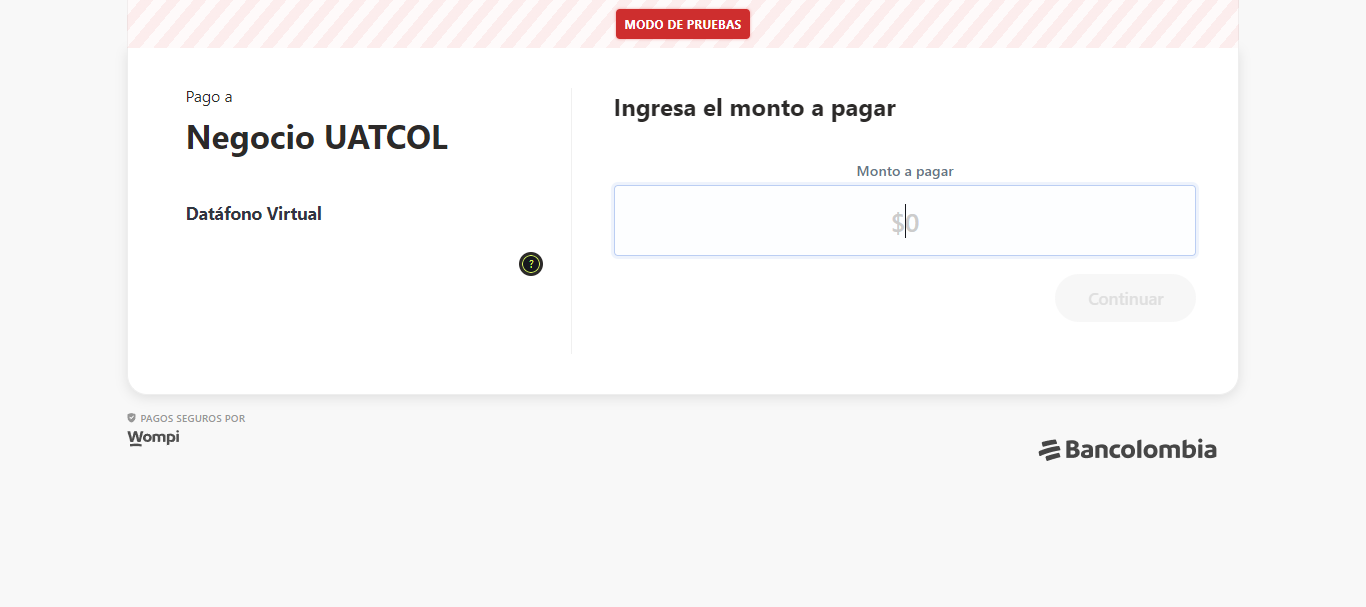 MODO DE PRUEBAS
Pago a
Negocio UATCOL
Datáfono Virtual
?
Ingresa el monto a pagar
Monto a pagar
$0
Continuar
PAGOS SEGUROS POR
Wompi
Bancolombia